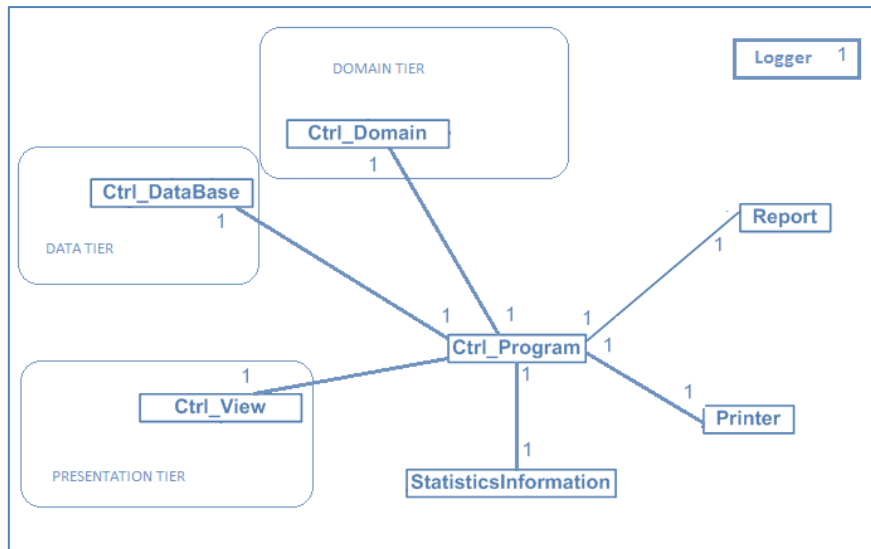 DOMAIN TIER
Logger 1
Ctrl_Domain
1
Ctrl_DataBase
1
DATA TIER
Report
1
1
1
1
Ctrl_Program
1
1
1
Ctrl_View
1
Printer
1
StatisticsInformation
PRESENTATION TIER